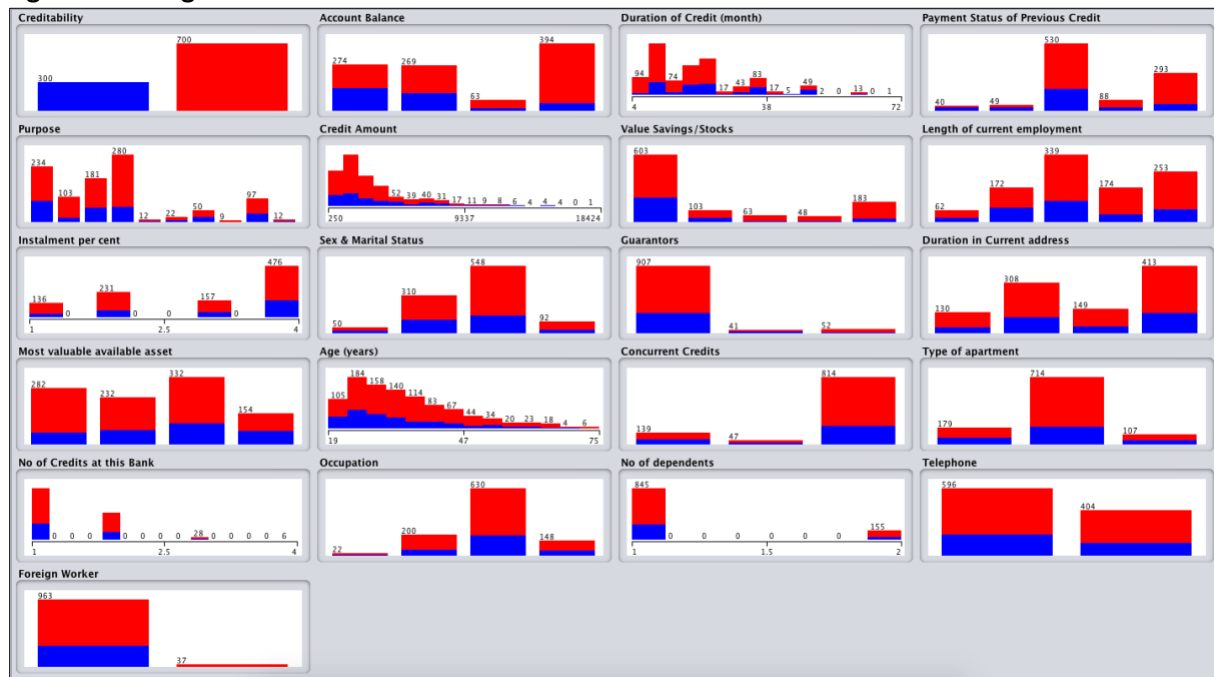 Creditability Account Balance Duration of Credit (month) Payment Status of Previous Credit
300 700
274 269 63 394
94 74 17 43 83 17 5 49 2 0 13 0 1
4 38 72
40 49 530 88 293
Purpose Credit Amount Value Savings/Stocks Length of current employment
234 103 181 280 12 22 50 9 97 12
52 39 40 31 17 11 9 8 6 4 4 4 0 1
250 9337 18424
603 103 63 48 183
62 172 339 174 253
Instalment per cent Sex & Marital Status Guarantors Duration in Current address
136 0 231 0 0 157 0 476
1 2.5 4
50 310 548 92
907 41 52
130 308 149 413
Most valuable available asset Age (years) Concurrent Credits Type of apartment
282 232 332 154
105 184 158 140 114 83 67 44 34 20 23 18 4 6
19 47 75
139 47 814
179 714 107
No of Credits at this Bank Occupation No of dependents Telephone
0 0 0 0 0 0 28 0 0 0 0 6
1 2.5 4
22 200 630 148
845 0 0 0 0 0 0 155
1 1.5 2
596 404
Foreign Worker
963 37